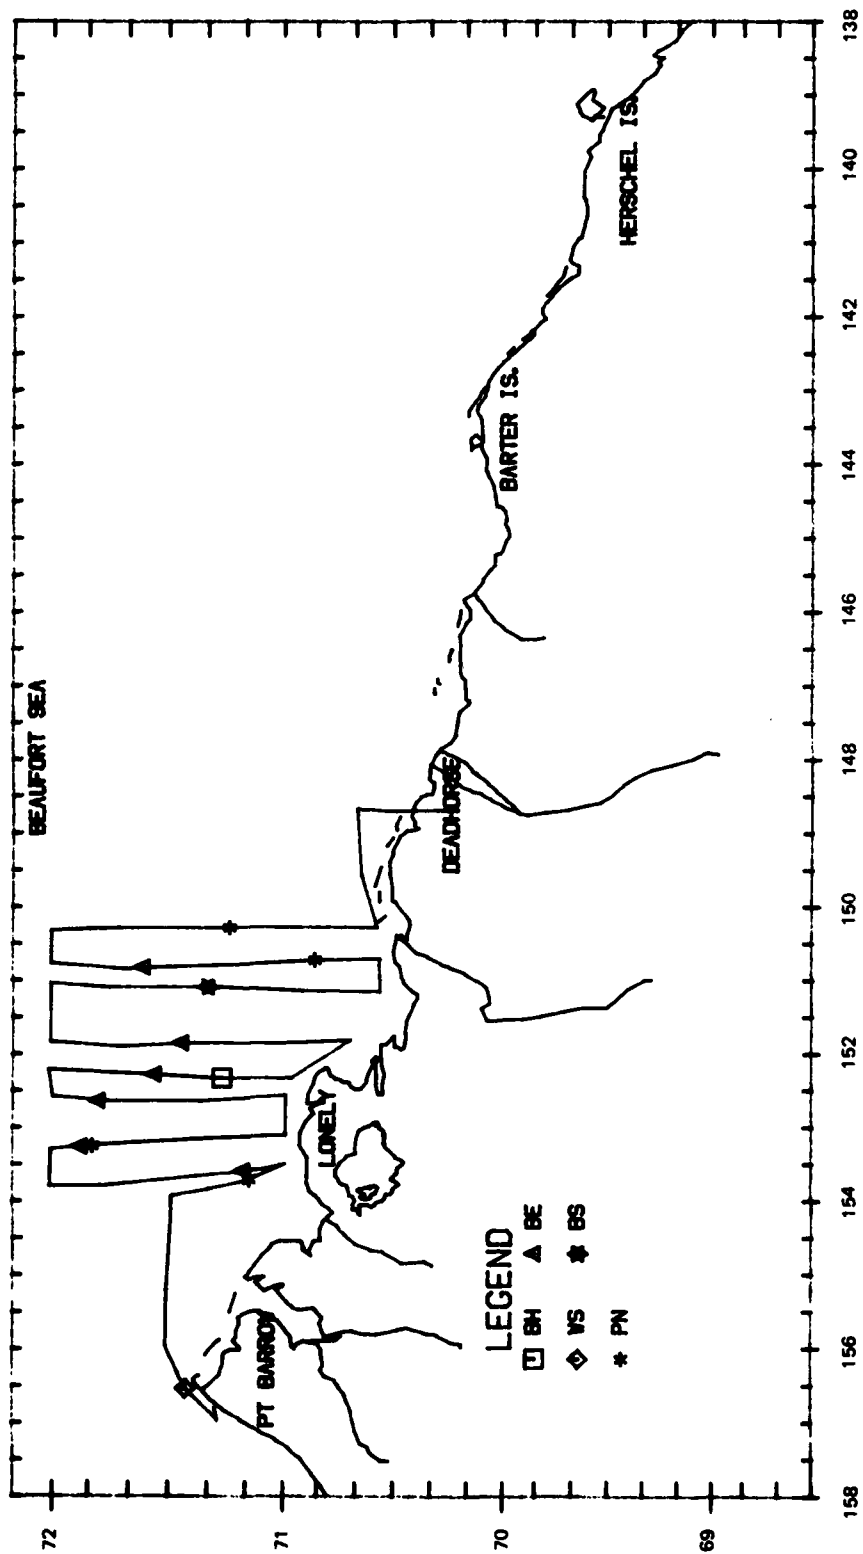 BEAUFORT SEA
72
71
70
69
158
156
154
152
150
148
146
144
142
140
138
PT BARROW
LONELY
DEADHORSE
BARTER IS.
HERSCHEL IS.
LEGEND
BH BE
WS BS
PN